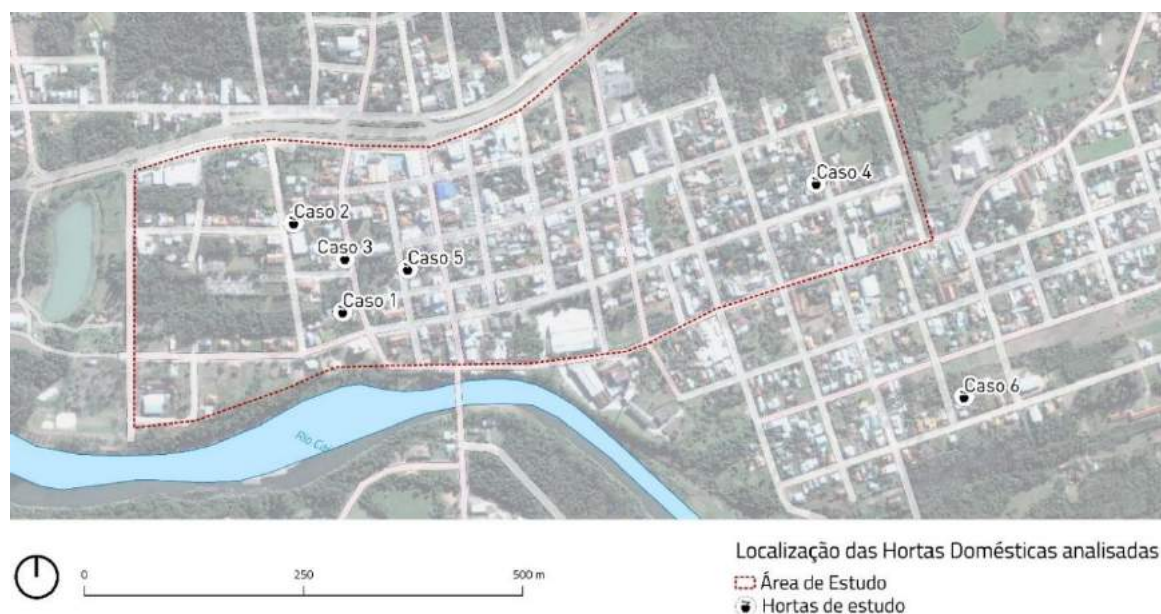 Caso 4
Caso 2
Caso 3
Caso 5
Caso 1
Caso 6
Rio
0
250
500 m
Localização das Hortas Domésticas analisadas
Área de Estudo
Hortas de estudo